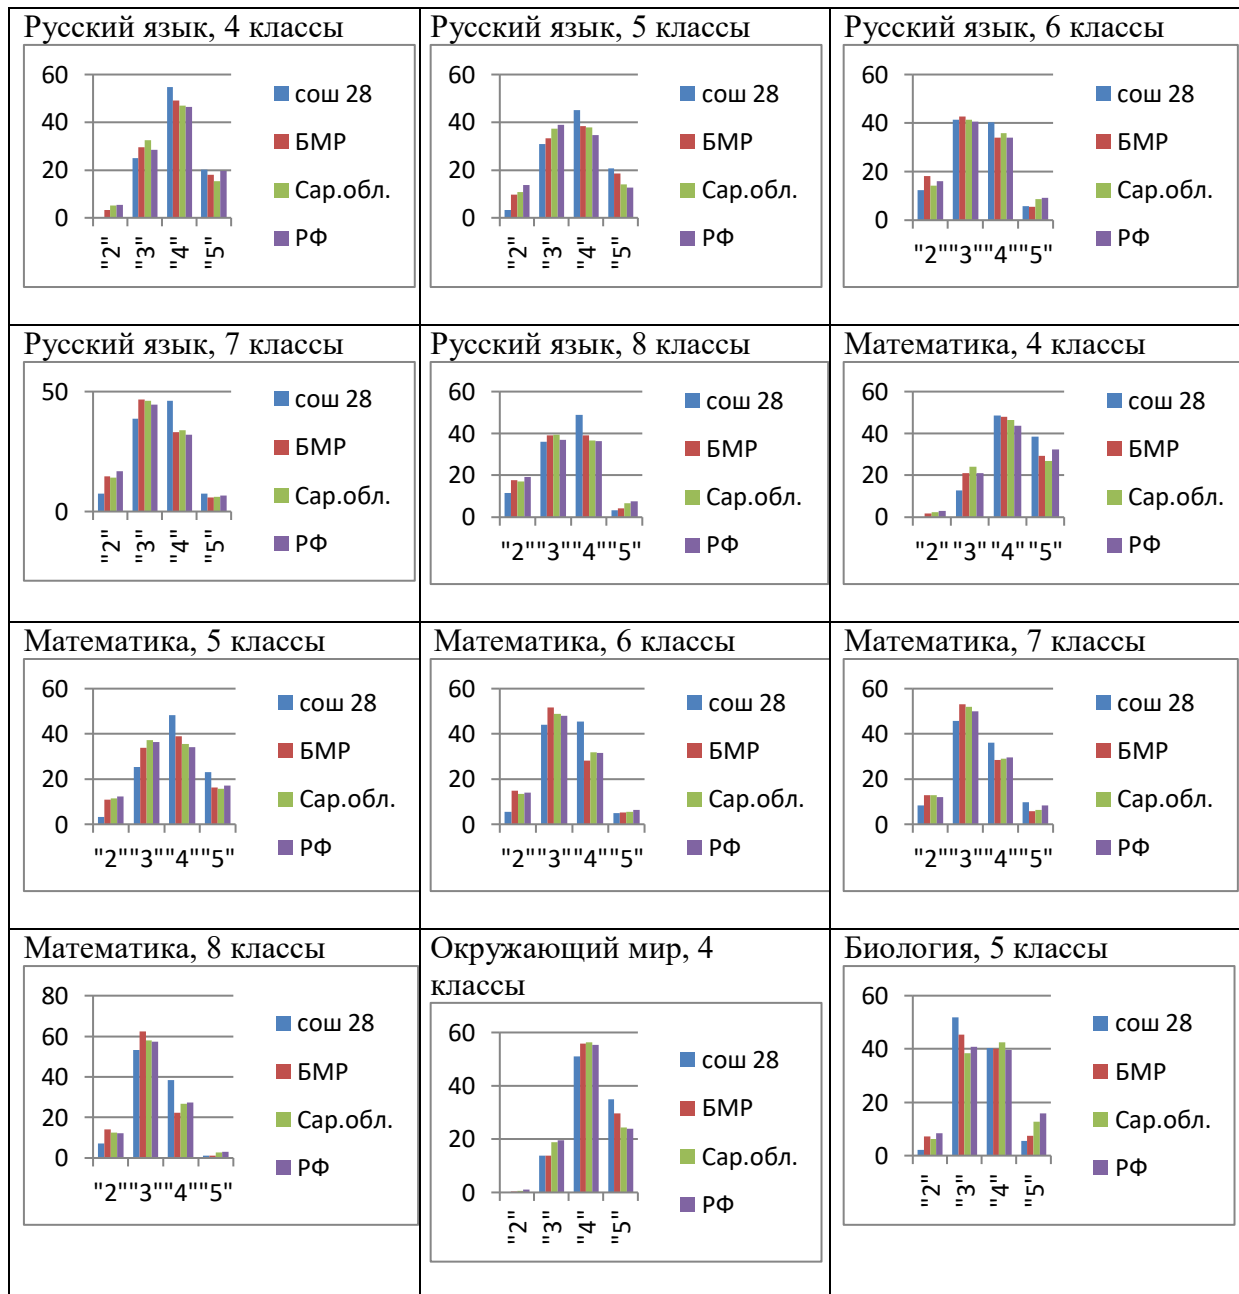 Русский язык, 4 классы
60
40
20
0
"2"
"3"
"4"
"5"
сош 28
БМР
Сар.обл.
РФ
Русский язык, 5 классы
60
40
20
0
"2"
"3"
"4"
"5"
сош 28
БМР
Сар.обл.
РФ
Русский язык, 6 классы
60
40
20
0
"2""3""4""5"
сош 28
БМР
Сар.обл.
РФ
Русский язык, 7 классы
50
0
"2"
"3"
"4"
"5"
сош 28
БМР
Сар.обл.
РФ
Русский язык, 8 классы
60
40
20
0
"2""3""4""5"
сош 28
БМР
Сар.обл.
РФ
Математика, 4 классы
60
40
20
0
"2" "3" "4" "5"
сош 28
БМР
Сар.обл.
РФ
Математика, 5 классы
60
40
20
0
"2""3""4""5"
сош 28
БМР
Сар.обл.
РФ
Математика, 6 классы
60
40
20
0
"2""3""4""5"
сош 28
БМР
Сар.обл.
РФ
Математика, 7 классы
60
40
20
0
"2""3""4""5"
сош 28
БМР
Сар.обл.
РФ
Математика, 8 классы
80
60
40
20
0
"2""3""4""5"
сош 28
БМР
Сар.обл.
РФ
Окружающий мир, 4
классы
60
40
20
0
"2"
"3"
"4"
"5"
сош 28
БМР
Сар.обл.
РФ
Биология, 5 классы
60
40
20
0
"2"
"3"
"4"
"5"
сош 28
БМР
Сар.обл.
РФ